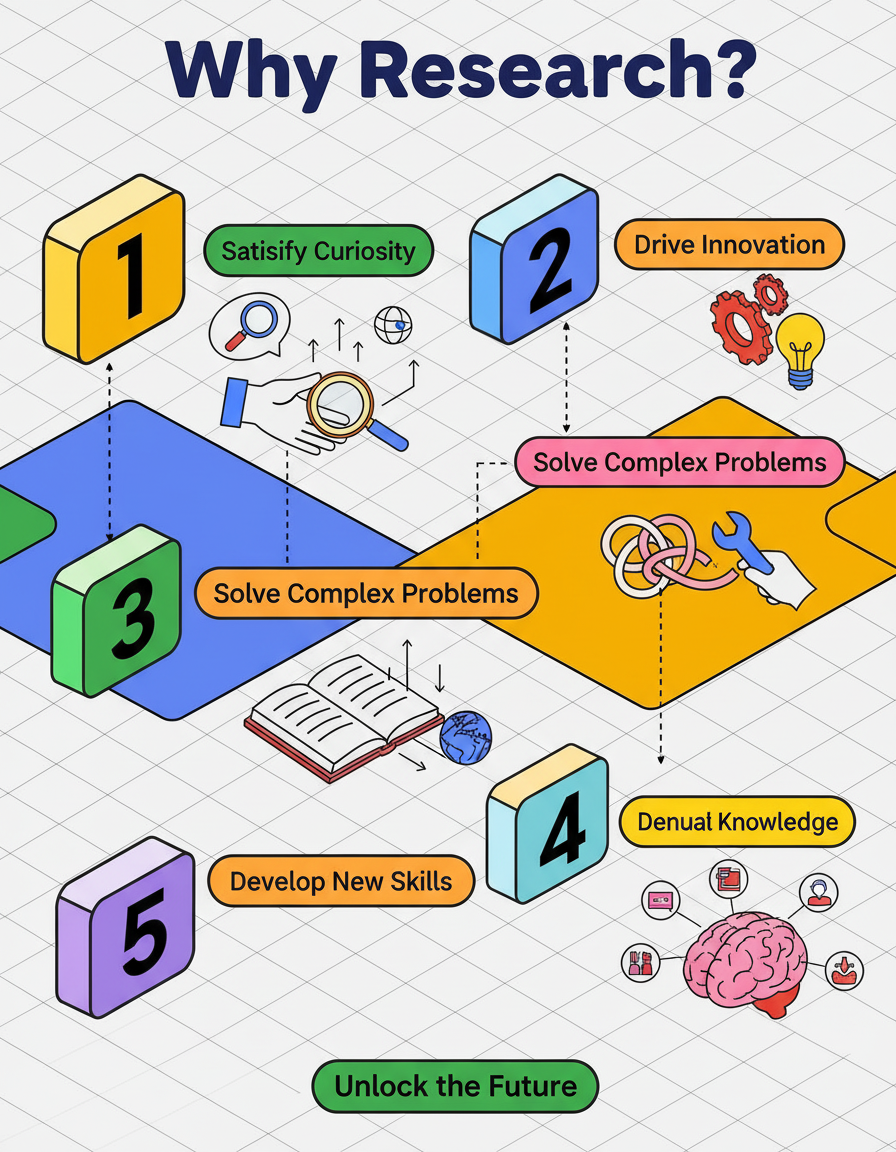 Why Research?
1
Satisify Curiosity
2
Drive Innovation
Solve Complex Problems
3
Solve Complex Problems
4
Denual Knowledge
5
Develop New Skills
Unlock the Future